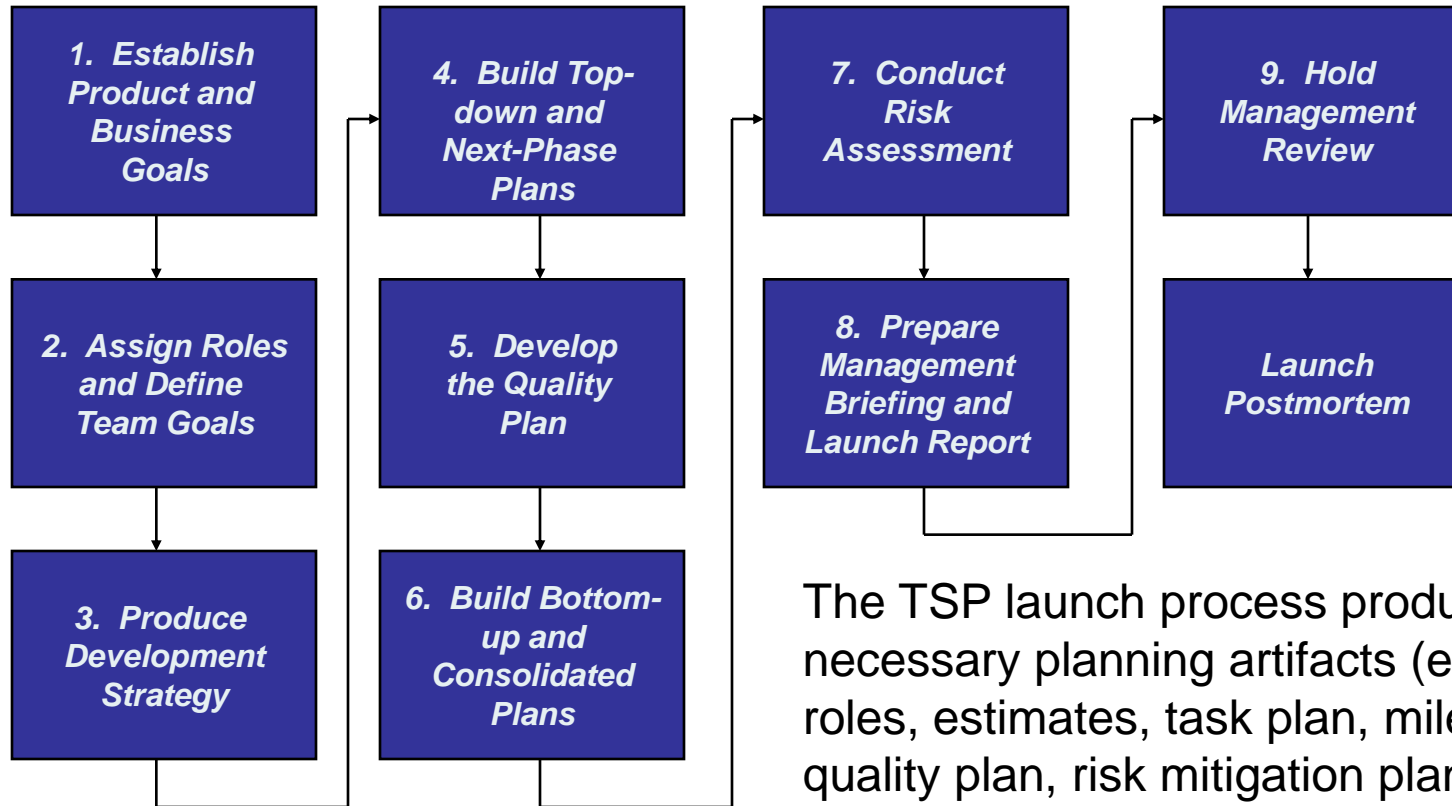 1. Establish
Product and
Business
Goals
2. Assign Roles
and Define
Team Goals
3. Produce
Development
Strategy
4. Build Top-
down and
Next-Phase
Plans
5. Develop
the Quality
Plan
6. Build Bottom-
up and
Consolidated
Plans
7. Conduct
Risk
Assessment
8. Prepare
Management
Briefing and
Launch Report
9. Hold
Management
Review
Launch
Postmortem
The TSP launch process
necessary planning artifacts
roles, estimates, task plan,
quality plan, risk mitigation